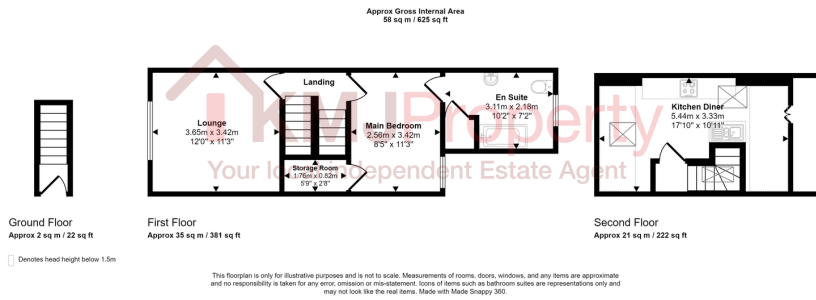 Approx Gross Internal Area
58 sq m / 625 sq ft
KMJ Property
Your local independent Estate Agent
Landing
Lounge
3.65m x 3.42m
12'0" x 11'3"
Main Bedroom
2.56m x 3.42m
8'5" x 11'3"
En Suite
3.11m x 2.18m
10'2" x 7'2"
Storage Room
1.76m x 0.82m
5'9" x 2'8"
Kitchen Diner
5.44m x 3.33m
17'10" x 10'11"
Ground Floor
Approx 2 sq m / 22 sq ft
First Floor
Approx 35 sq m / 381 sq ft
Second Floor
Approx 21 sq m / 222 sq ft
Denotes head height below 1.5m
This floorplan is only for illustrative purposes and is not to scale. Measurements of rooms, doors, windows, and any items are approximate
and no responsibility is taken for any error, omission or mis-statement. Icons of items such as bathroom suites are representations only and
may not look like the real items. Made with Made Snappy 360.